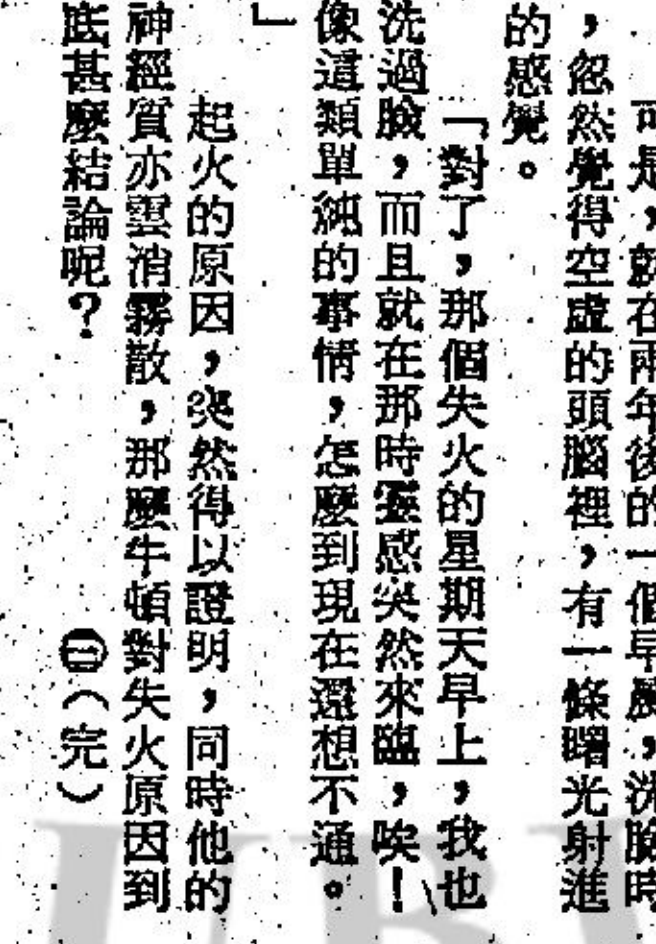 可是，就在兩年後的一個早晨，洗臉時
，忽然覺得空虛的頭腦裡，有一條曙光射進
的感覺。
「對了，那個失火的星期天早上，我也
洗過臉，而且就在那時靈感突然來臨，唉！
像這類單純的事情，怎麼到現在還想不通。
」
起火的原因，突然得以證明，同時他的
神經質亦雲消霧散，那麼牛頓對失火原因到
底甚麼結論呢？　㊁（完）